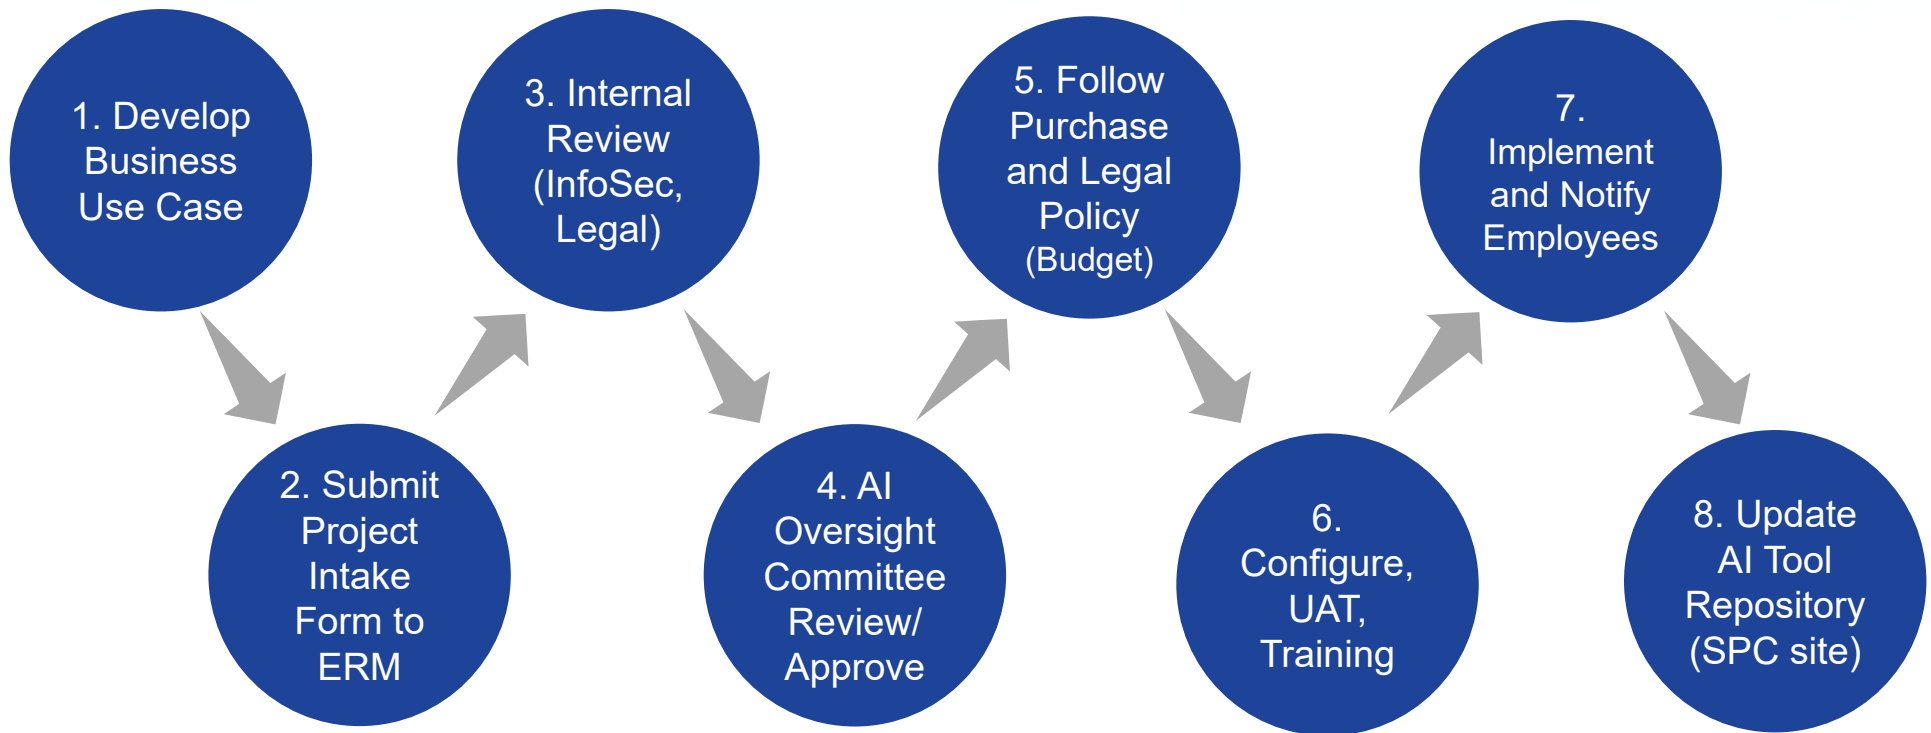 1. Develop
Business
Use Case
2. Submit
Project
Intake
Form to
ERM
3. Internal
Review
(InfoSec,
Legal)
4. AI
Oversight
Committee
Review/
Approve
5. Follow
Purchase
and Legal
Policy
(Budget)
6.
Configure,
UAT,
Training
7.
Implement
and Notify
Employees
8. Update
AI Tool
Repository
(SPC site)